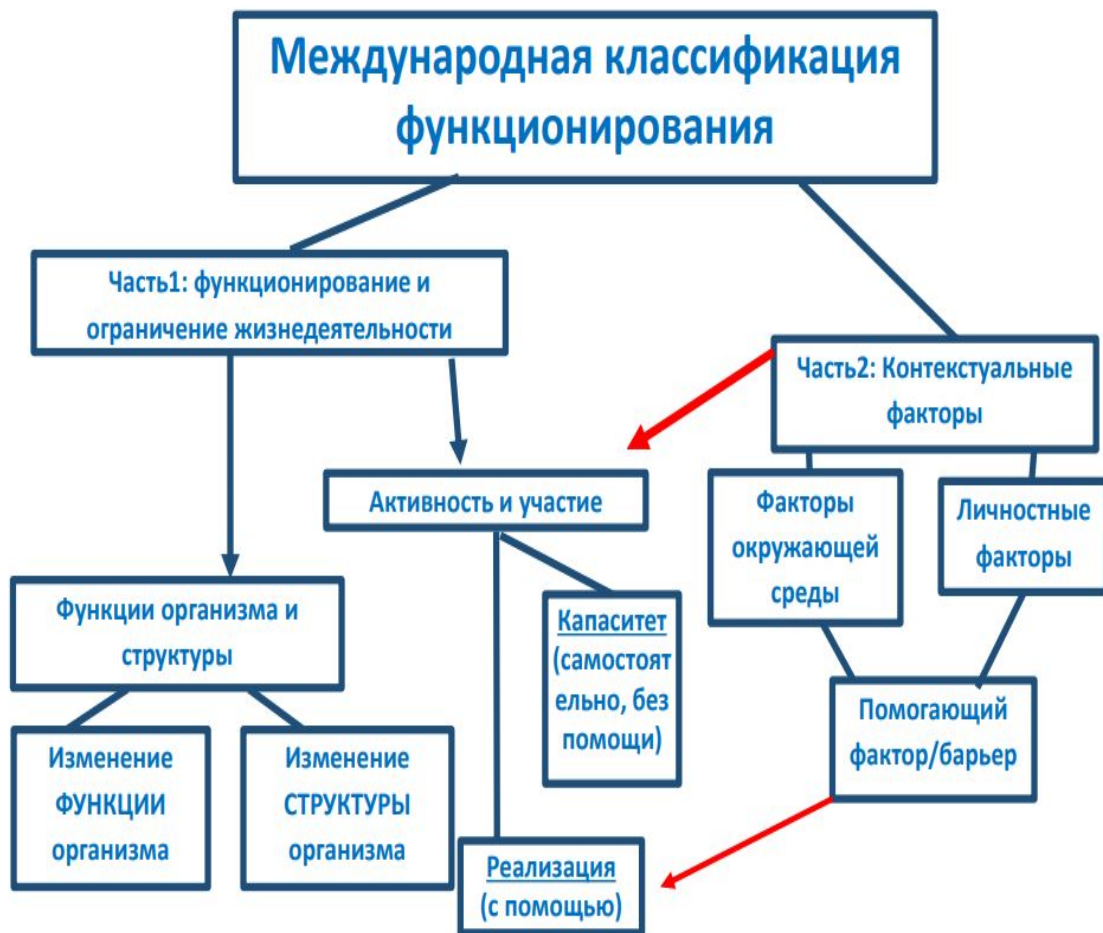 Международная классификация
функционирования
Часть1: функционирование и
ограничение жизнедеятельности
Часть2: Контекстуальные
факторы
Активность и участие
Факторы
окружающей
среды
Личностные
факторы
Функции организма и
структуры
Капаситет
(самостоят
ельно, без
помощи)
Помогающий
фактор/барьер
Изменение
ФУНКЦИИ
организма
Изменение
СТРУКТУРЫ
организма
Реализация
(с помощью)